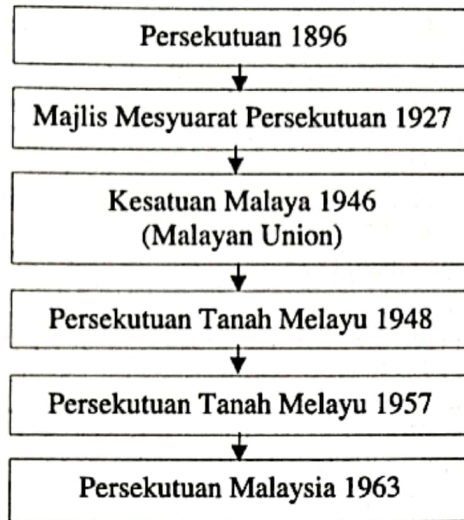 Persekutuan 1896
Majlis Mesyuarat Persekutuan 1927
Kesatuan Malaya 1946
(Malayan Union)
Persekutuan Tanah Melayu 1948
Persekutuan Tanah Melayu 1957
Persekutuan Malaysia 1963